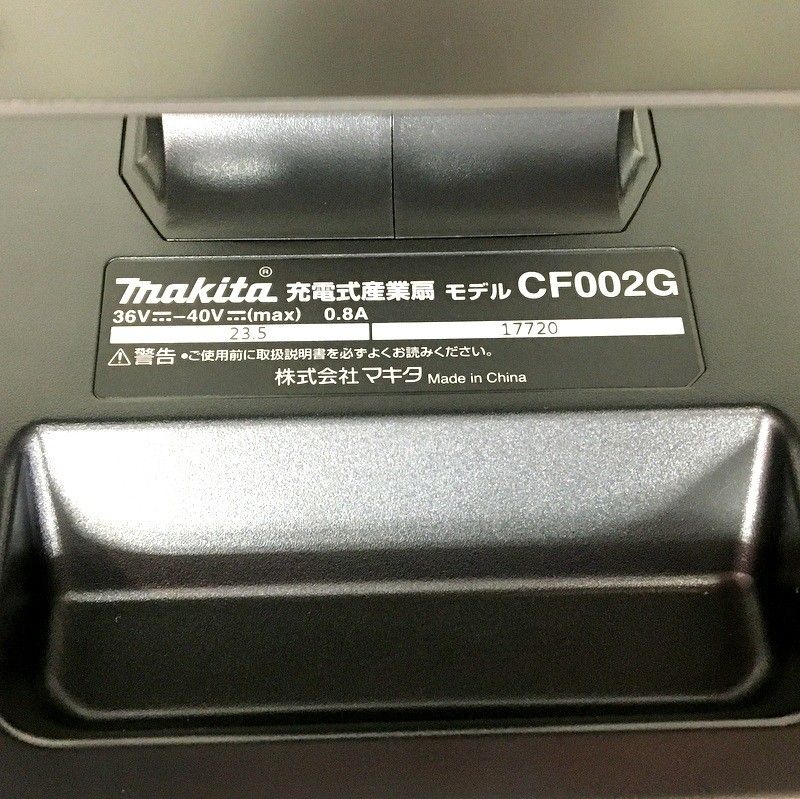 makita® 充電式産業扇 モデル CF002G
36V⎓–40V⎓(max) 0.8A
23.5 17720
⚠警告 •ご使用前に取扱説明書を必ずよくお読みください。
株式会社マキタ Made in China